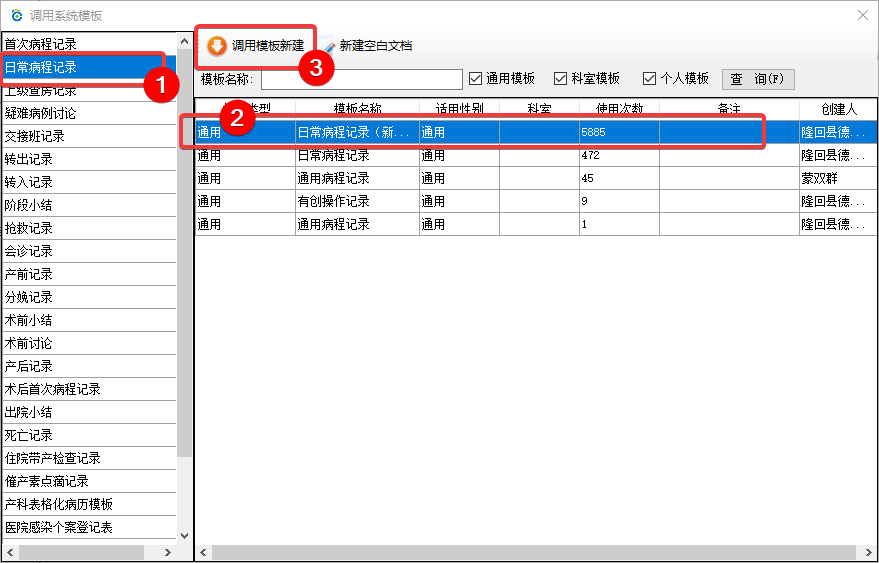 调用系统模板
首次病程记录
日常病程记录
上级查房记录
疑难病例讨论
交接班记录
转出记录
转入记录
阶段小结
抢救记录
会诊记录
产前记录
分娩记录
术前小结
术前讨论
产后记录
术后首次病程记录
出院小结
死亡记录
住院带产检查记录
催产素点滴记录
产科表格化病历模板
医院感染个案登记表
1
调用模板新建 新建空白文档
3
模板名称: 通用模板 科室模板 个人模板 查 询(F)
2
类型 模板名称 适用性别 科室 使用次数 备注 创建人
通用 日常病程记录（新... 通用 5885 隆回县德...
通用 日常病程记录 通用 472 隆回县德...
通用 通用病程记录 通用 45 蒙双群
通用 有创操作记录 通用 9 隆回县德...
通用 通用病程记录 通用 1 隆回县德...